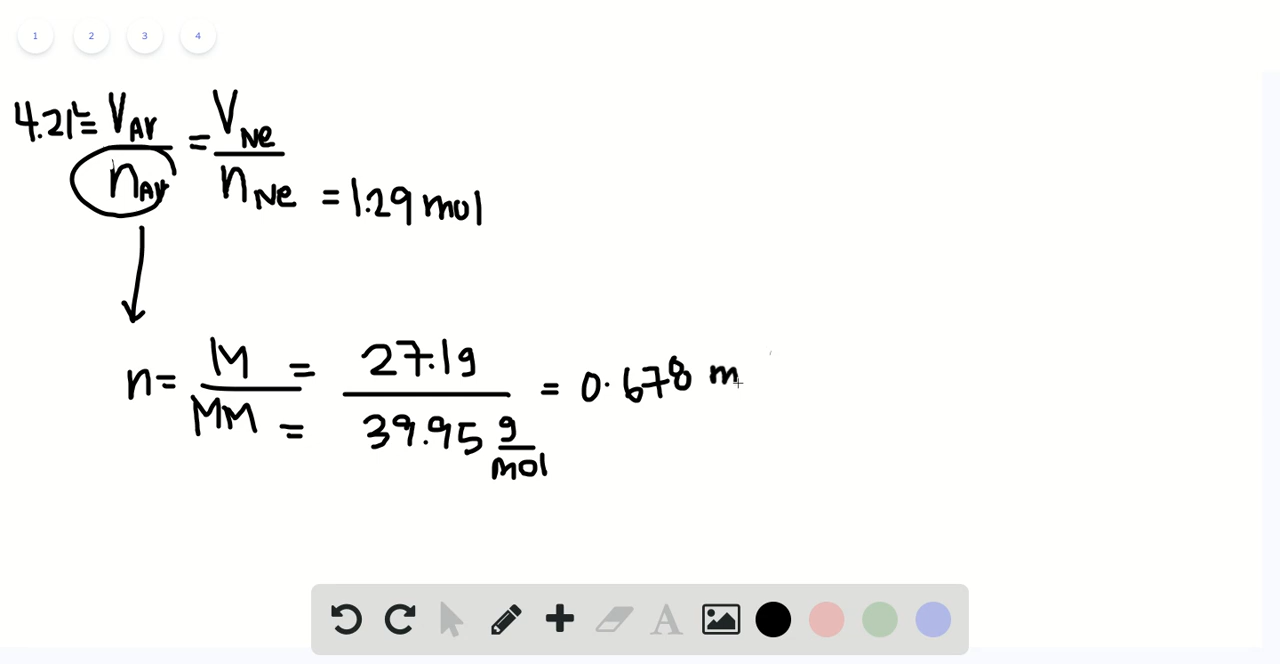 1 2 3 4
4.21L = V_Ar / n_Ar = V_Ne / n_Ne = 1.29 mol
n = M / MM = = 27.1g / 39.95 g/mol = 0.678 m
A